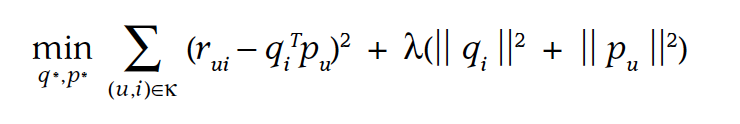 min q*,p* ∑ (u,i)∈κ (r_ui − q_i^T p_u)² + λ(|| q_i ||² + || p_u ||²)